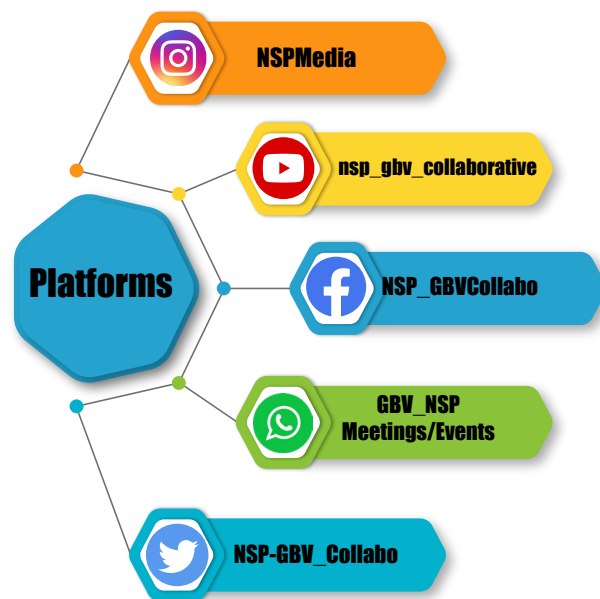 NSPMedia
nsp_gbv_collaborative
Platforms
NSP_GBVCollabo
GBV_NSP
Meetings/Events
NSP-GBV_Collabo